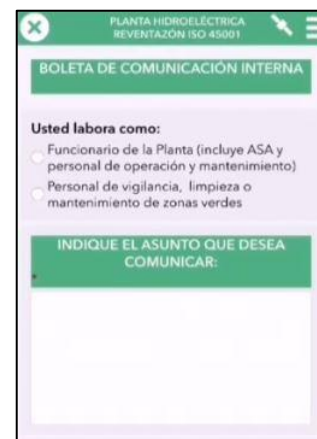 PLANTA HIDROELÉCTRICA
REVENTAZÓN ISO 45001
BOLETA DE COMUNICACIÓN INTERNA
Usted labora como:
Funcionario de la Planta (incluye ASA y
personal de operación y mantenimiento)
Personal de vigilancia, limpieza o
mantenimiento de zonas verdes
INDIQUE EL ASUNTO QUE DESEA
COMUNICAR:
*